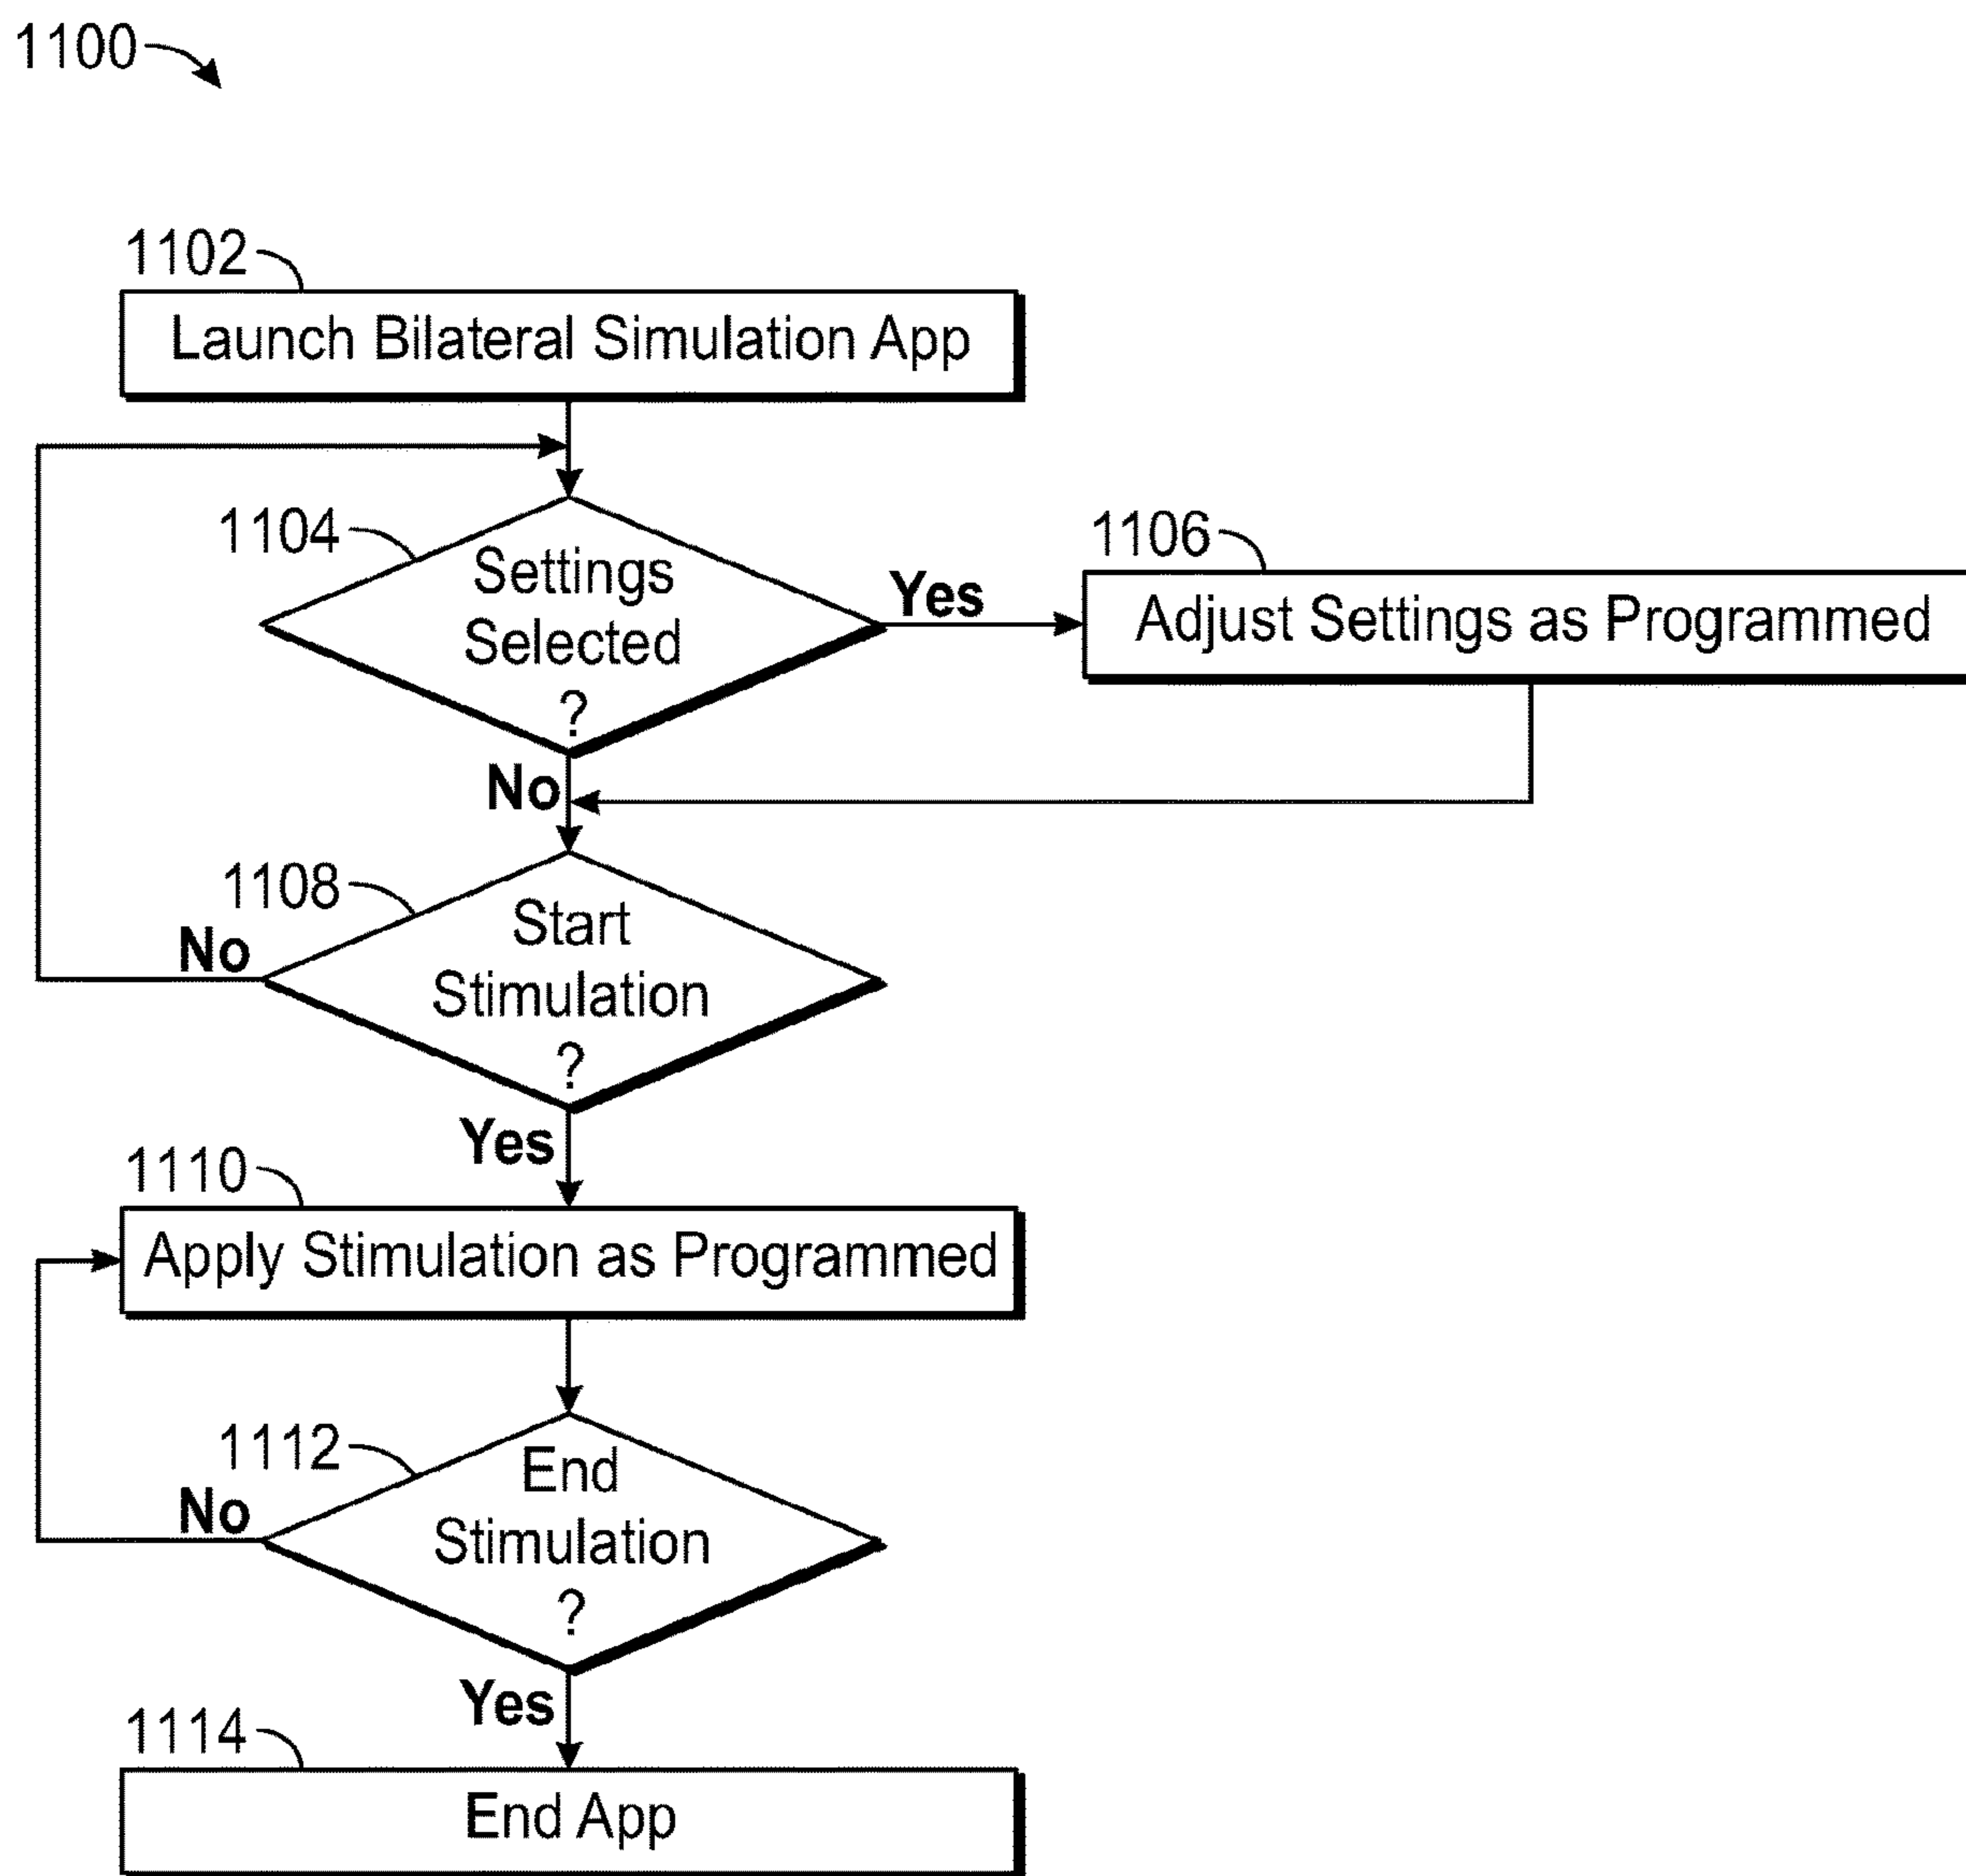 1100
1102
Launch Bilateral Simulation App
1104
Settings
Selected
?
Yes
1106
Adjust Settings as Programmed
No
1108
Start
Stimulation
?
No
Yes
1110
Apply Stimulation as Programmed
1112
End
Stimulation
?
No
Yes
1114
End App